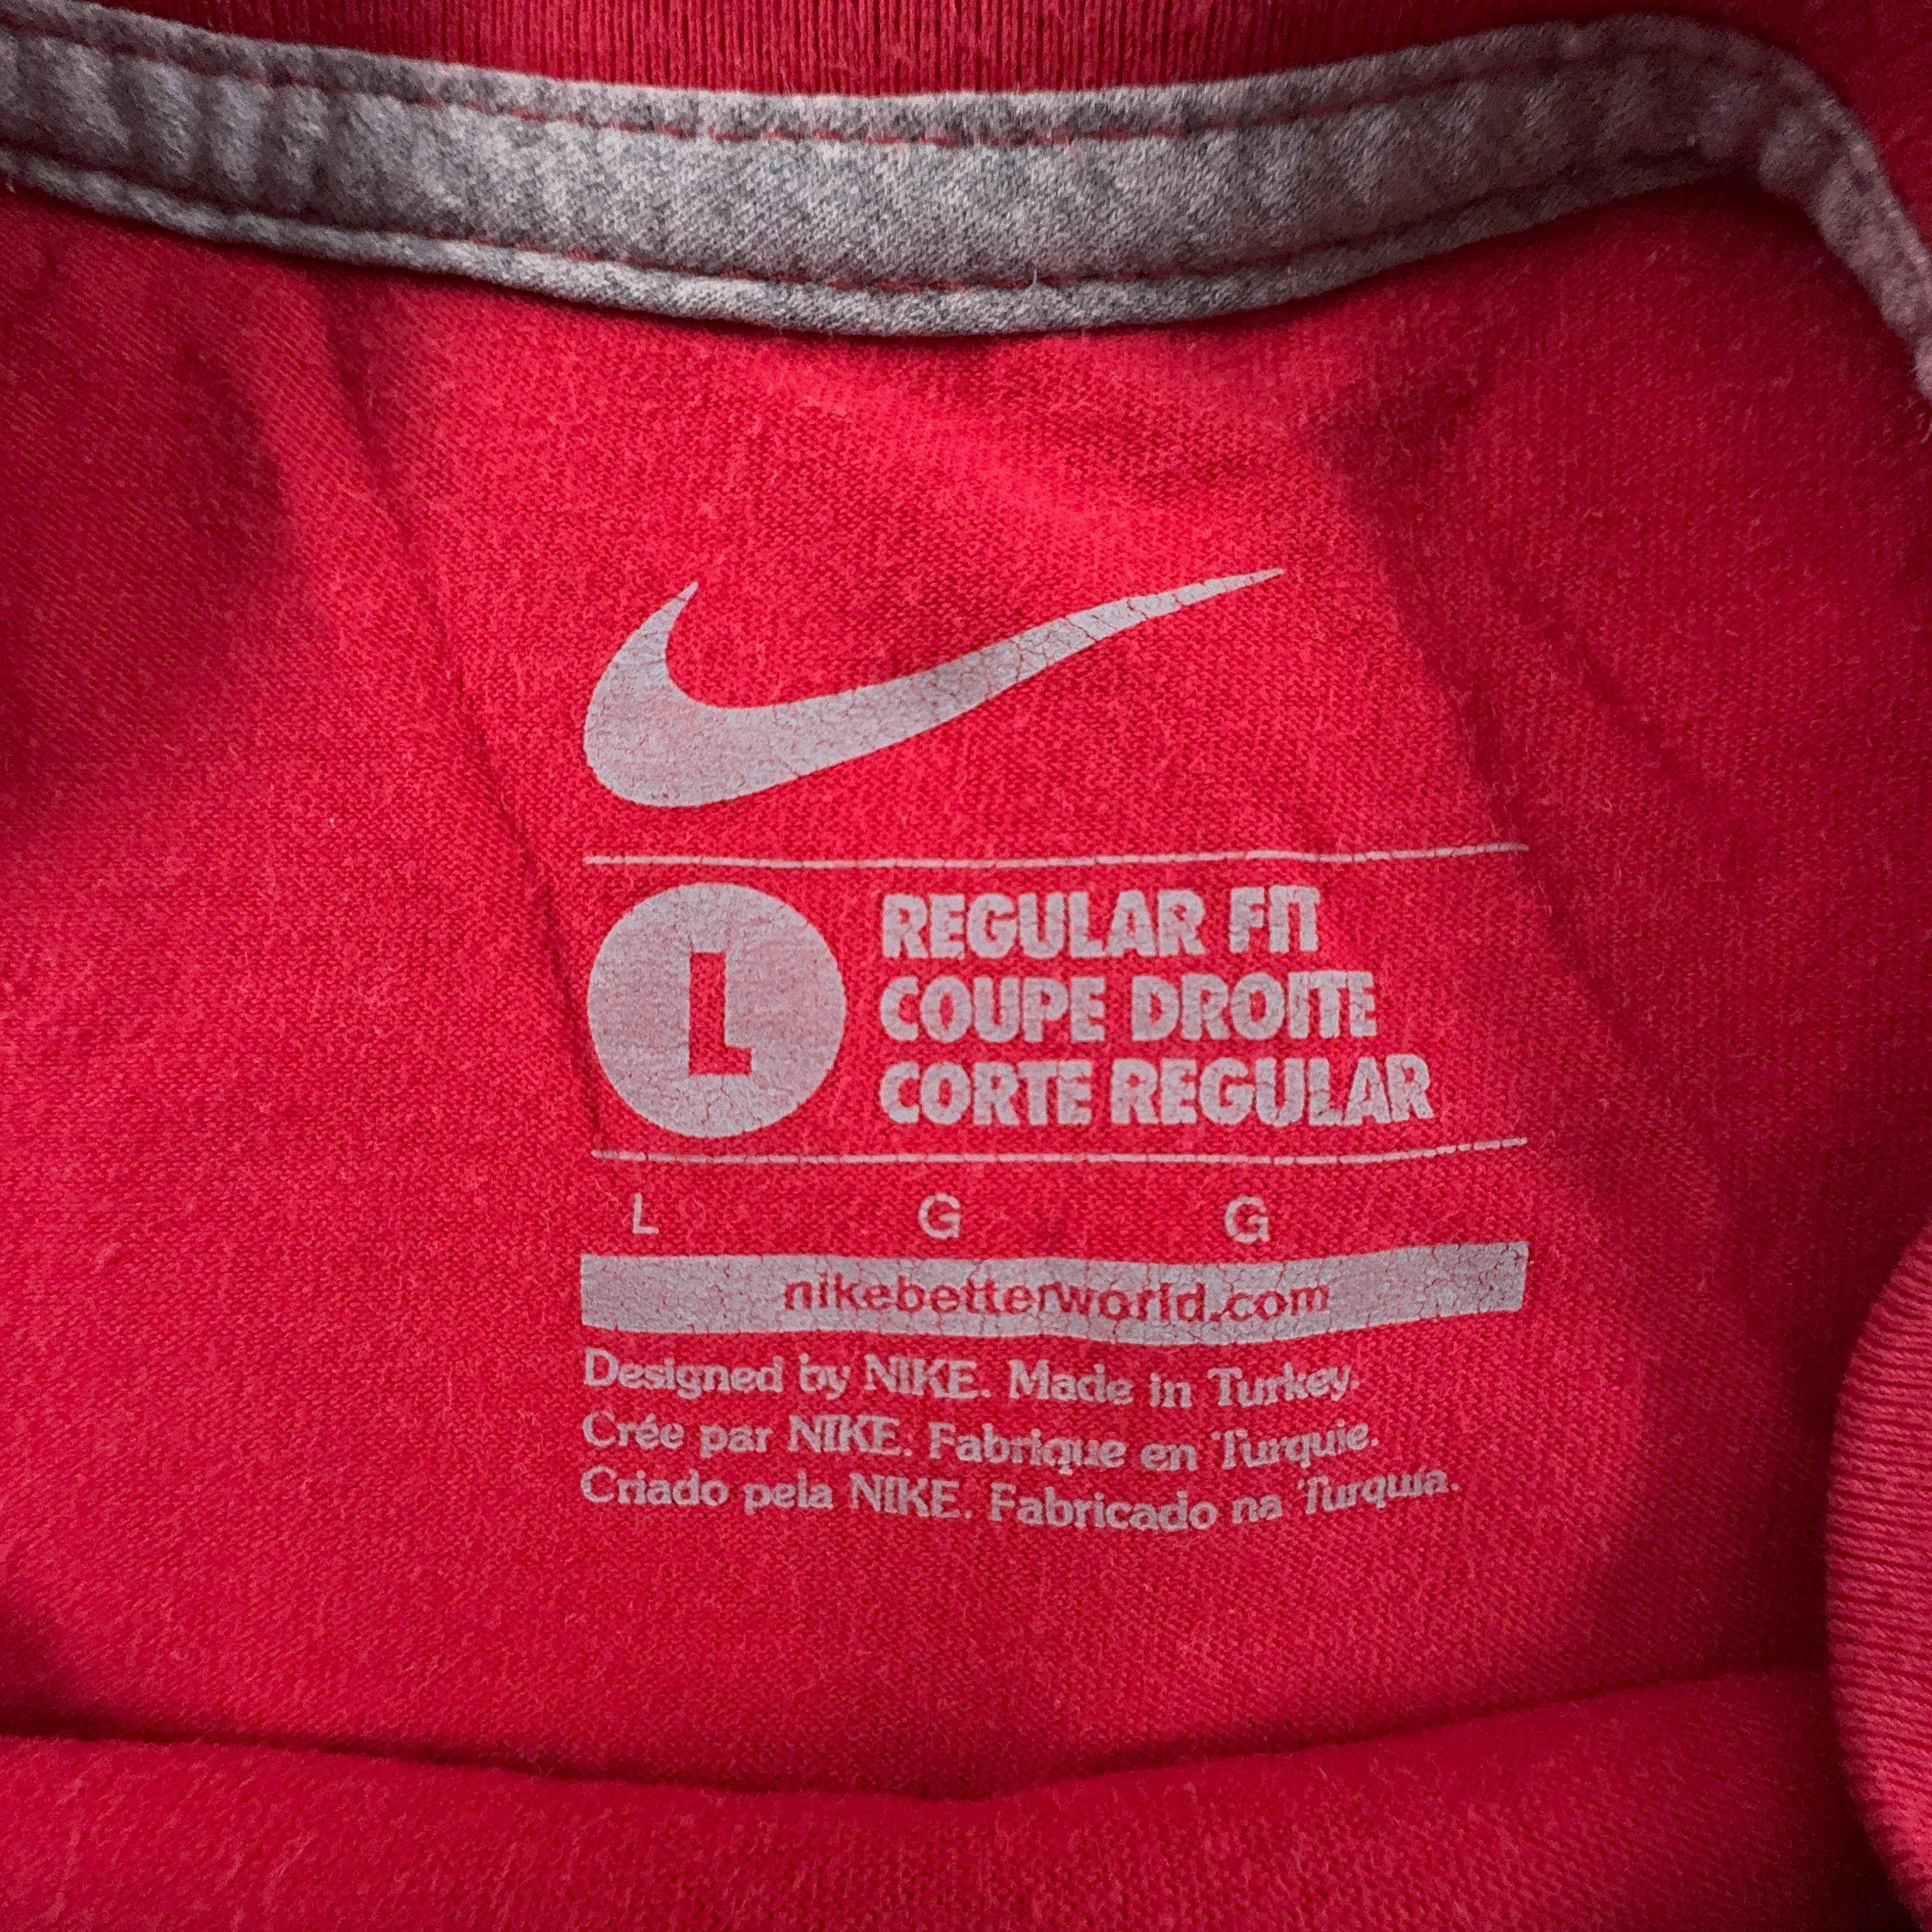 L
REGULAR FIT
COUPE DROITE
CORTE REGULAR
L G G
nikebetterworld.com
Designed by NIKE. Made in Turkey.
Crée par NIKE. Fabrique en Turquie.
Criado pela NIKE. Fabricado na Turquía.